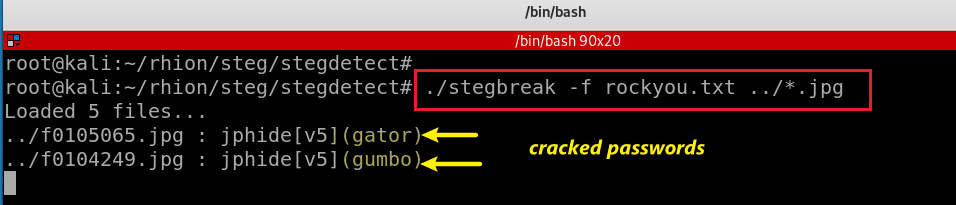 /bin/bash
/bin/bash 90x20
root@kali:~/rhion/steg/stegdetect#
root@kali:~/rhion/steg/stegdetect# ./stegbreak -f rockyou.txt ../*.jpg
Loaded 5 files...
../f0105065.jpg : jphide[v5](gator)
../f0104249.jpg : jphide[v5](gumbo)
cracked passwords